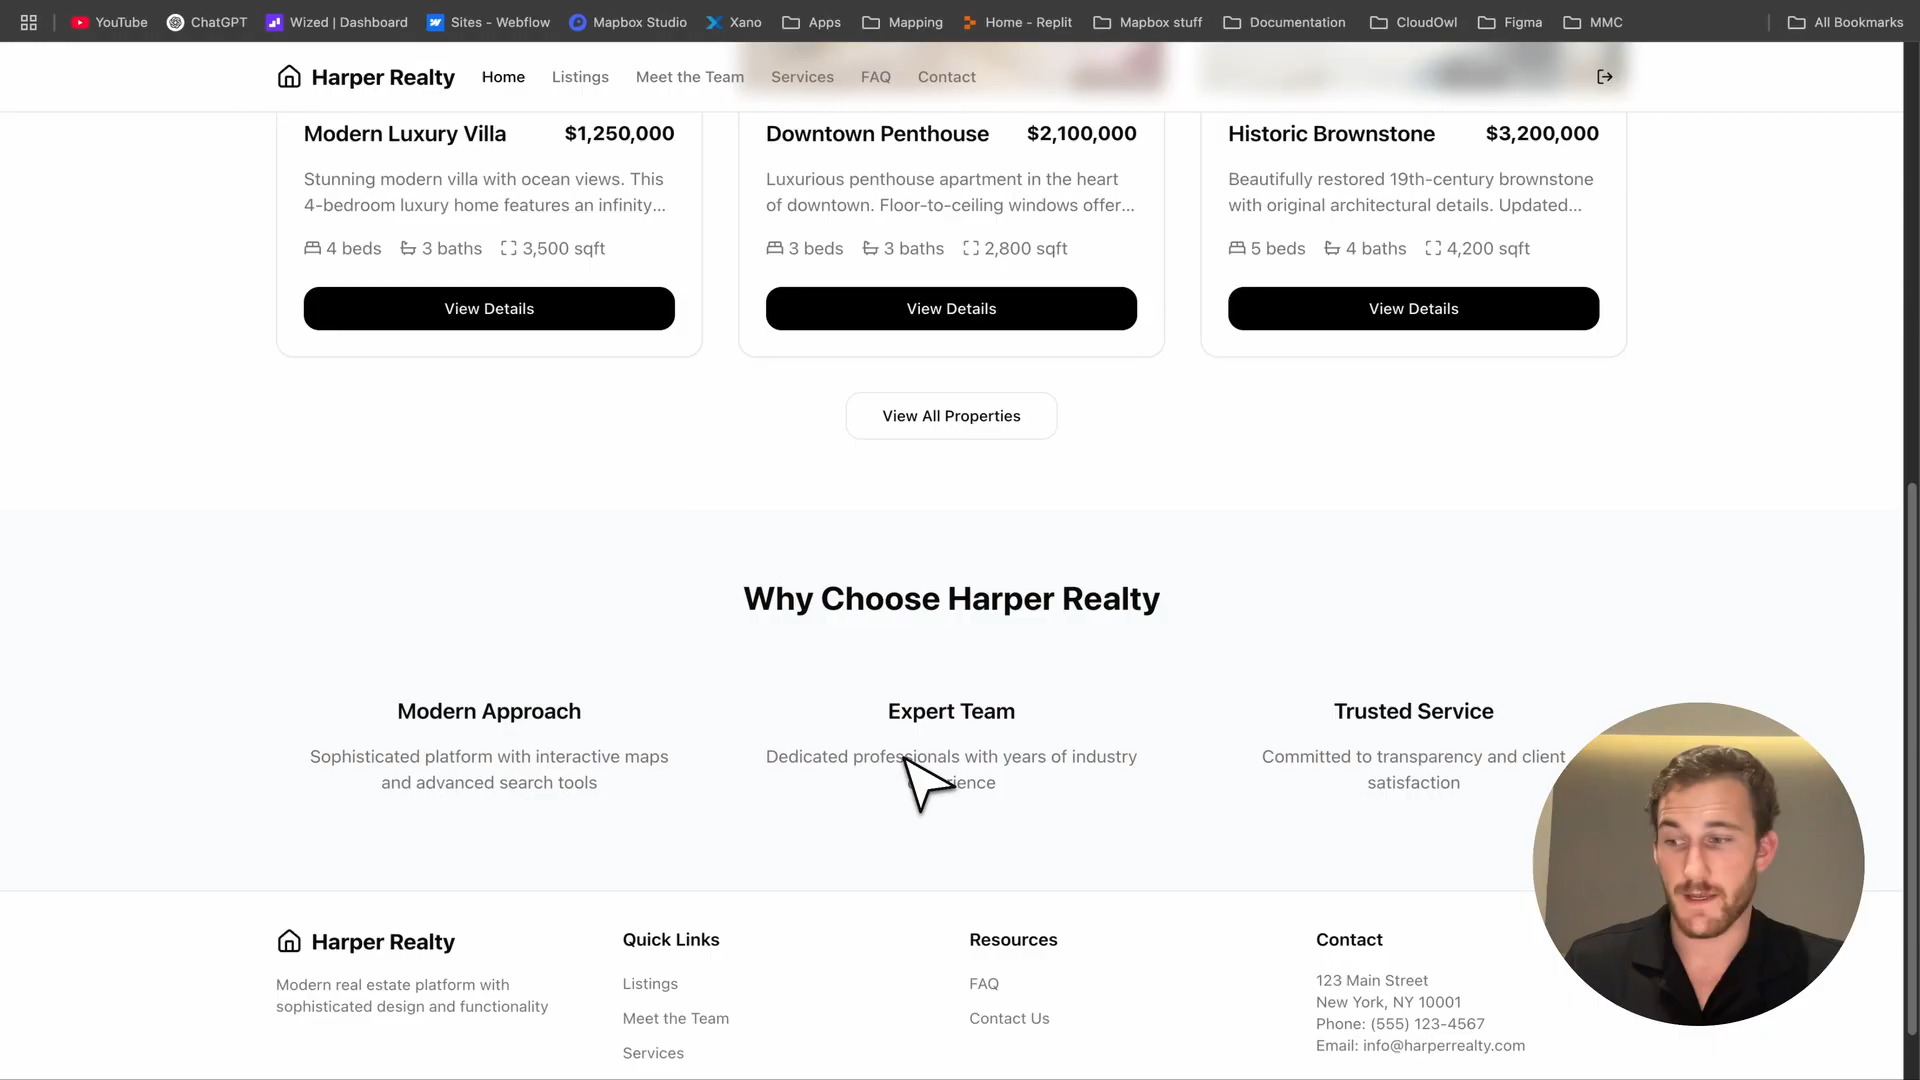 YouTube ChatGPT Wized | Dashboard Sites - Webflow Mapbox Studio Xano Apps Mapping Home - Replit Mapbox stuff Documentation CloudOwl Figma MMC All Bookmarks
Harper Realty Home Listings Meet the Team Services FAQ Contact
Modern Luxury Villa $1,250,000
Stunning modern villa with ocean views. This
4-bedroom luxury home features an infinity...
4 beds 3 baths 3,500 sqft
View Details
Downtown Penthouse $2,100,000
Luxurious penthouse apartment in the heart
of downtown. Floor-to-ceiling windows offer...
3 beds 3 baths 2,800 sqft
View Details
Historic Brownstone $3,200,000
Beautifully restored 19th-century brownstone
with original architectural details. Updated...
5 beds 4 baths 4,200 sqft
View Details
View All Properties
Why Choose Harper Realty
Modern Approach
Sophisticated platform with interactive maps
and advanced search tools
Expert Team
Dedicated professionals with years of industry
Trusted Service
Committed to transparency and client
satisfaction
Harper Realty
Modern real estate platform with
sophisticated design and functionality
Quick Links
Listings
Meet the Team
Services
Resources
FAQ
Contact Us
Contact
123 Main Street
New York, NY 10001
Phone: (555) 123-4567
Email: info@harperrealty.com